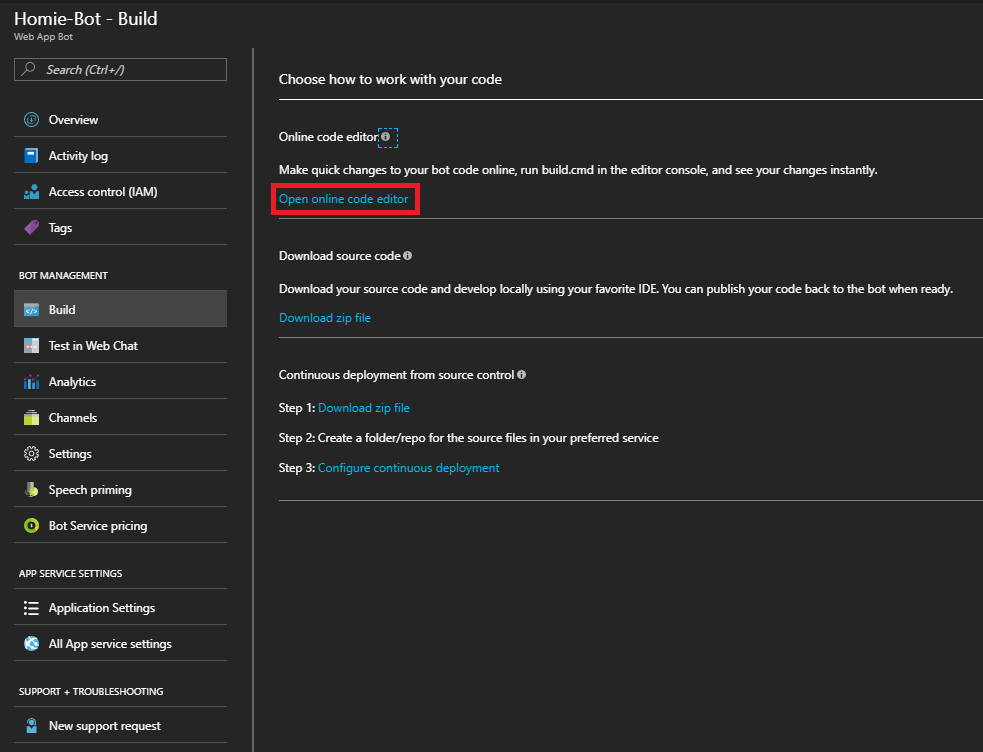 Homie-Bot - Build
Web App Bot
Search (Ctrl+/)
Overview
Activity log
Access control (IAM)
Tags
BOT MANAGEMENT
Build
Test in Web Chat
Analytics
Channels
Settings
Speech priming
Bot Service pricing
APP SERVICE SETTINGS
Application Settings
All App service settings
SUPPORT + TROUBLESHOOTING
New support request
Choose how to work with your code
Online code editor
Make quick changes to your bot code online, run build.cmd in the editor console, and see your changes instantly.
Open online code editor
Download source code
Download your source code and develop locally using your favorite IDE. You can publish your code back to the bot when ready.
Download zip file
Continuous deployment from source control
Step 1: Download zip file
Step 2: Create a folder/repo for the source files in your preferred service
Step 3: Configure continuous deployment